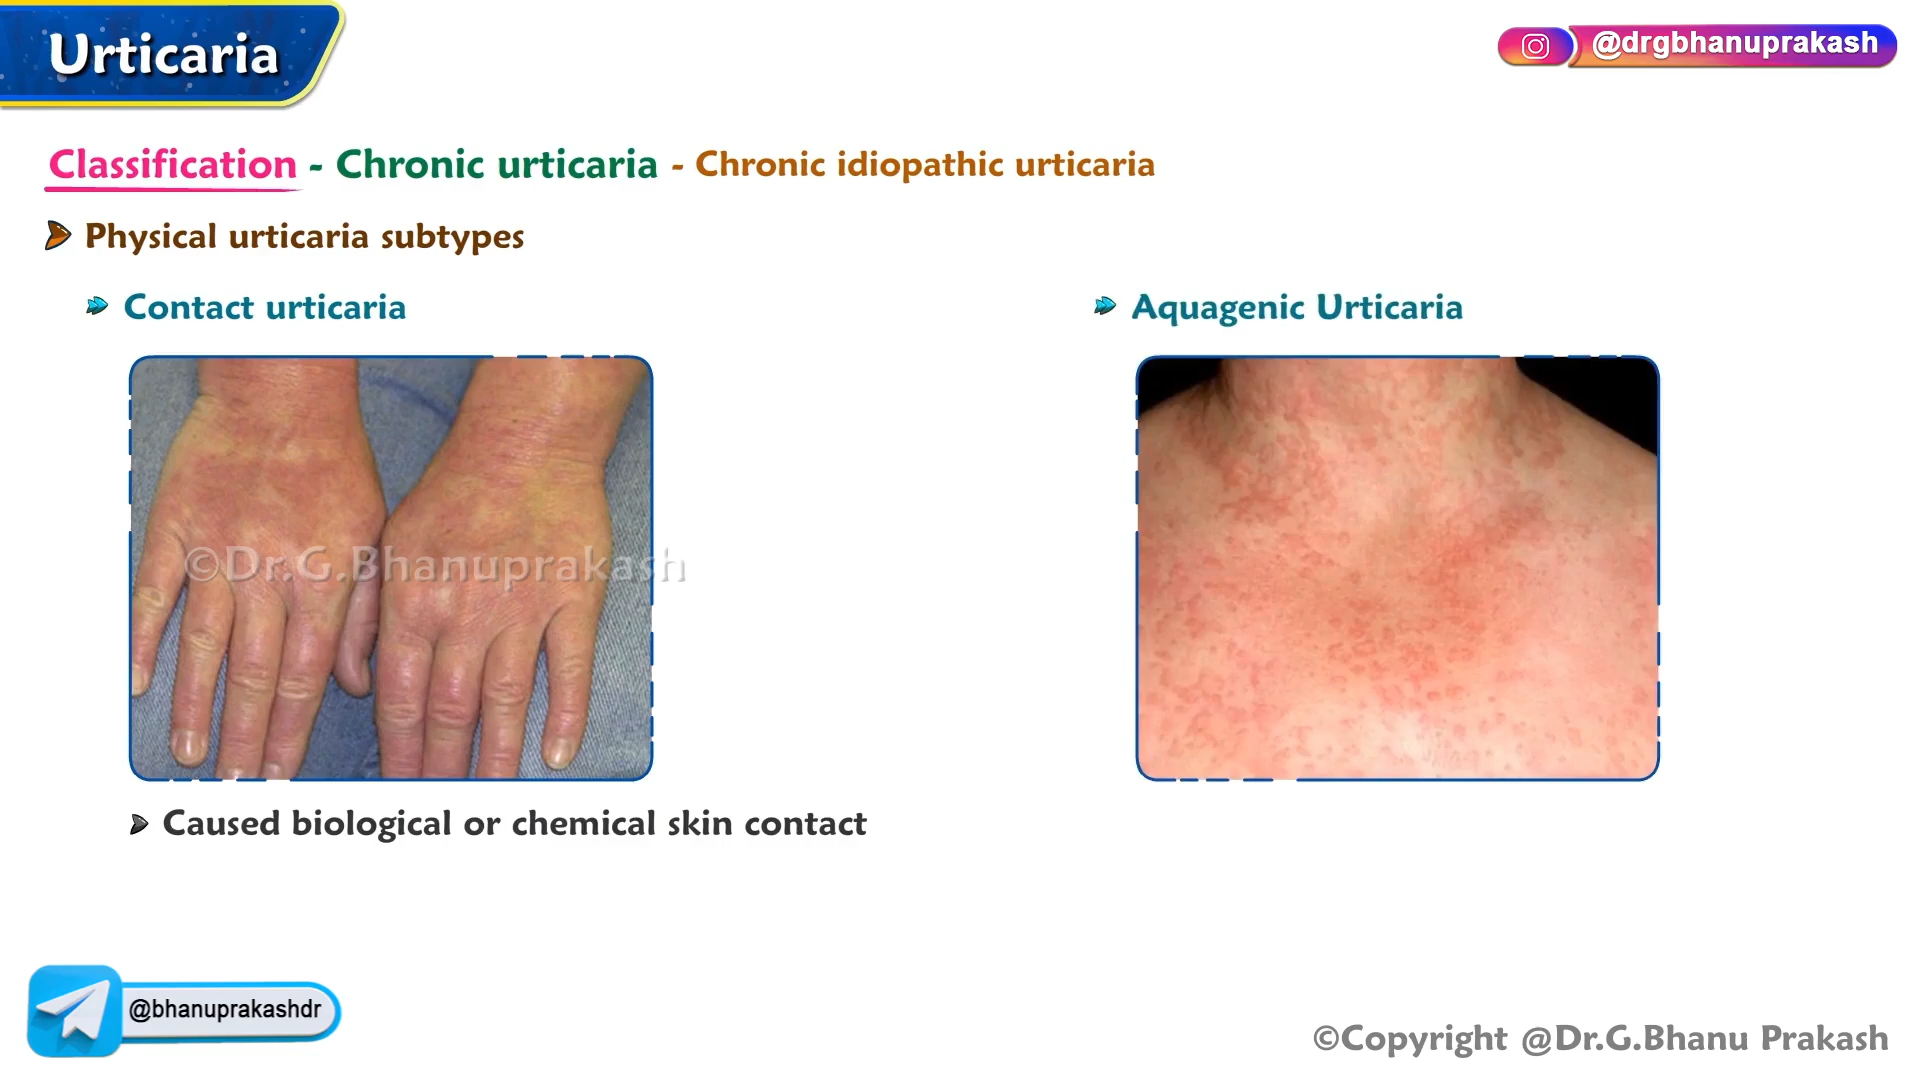 Urticaria
@drgbhanuprakash
Classification - Chronic urticaria - Chronic idiopathic urticaria
Physical urticaria subtypes
Contact urticaria
Aquagenic Urticaria
©Dr.G.Bhanuprakash
Caused biological or chemical skin contact
@bhanuprakashdr
©Copyright @Dr.G.Bhanu Prakash